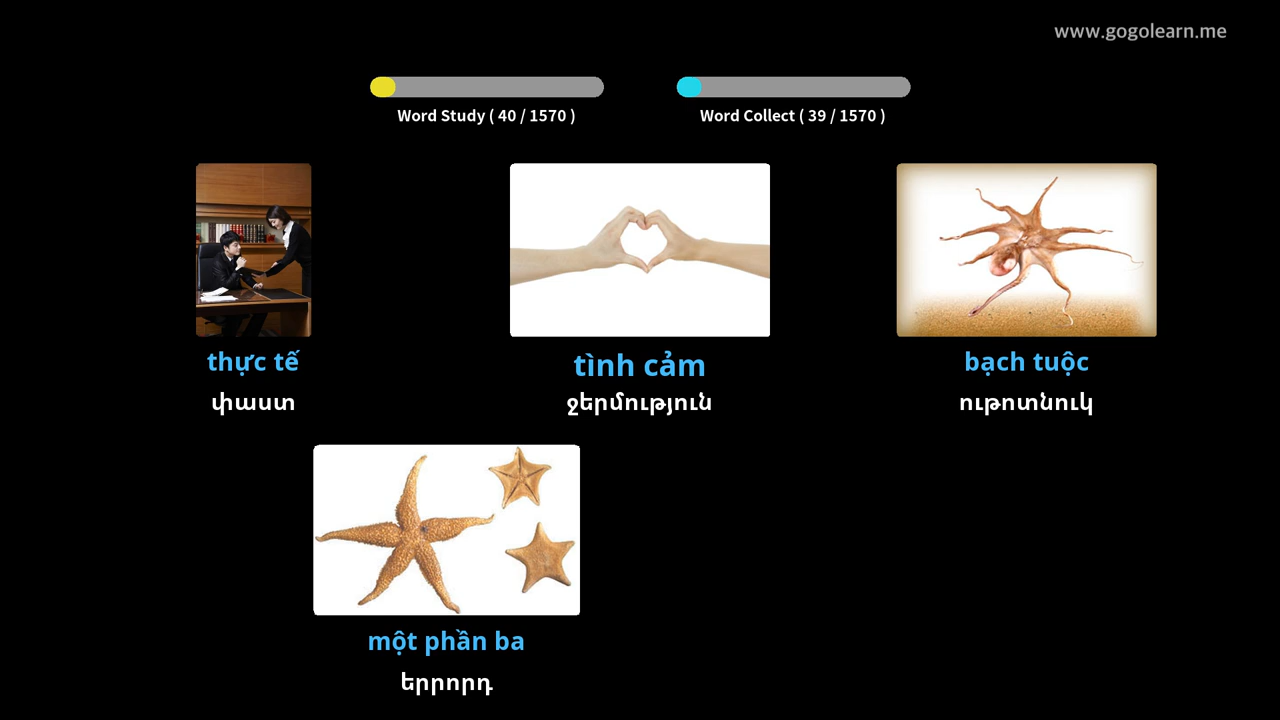 www.gogolearn.me
Word Study ( 40 / 1570 )
Word Collect ( 39 / 1570 )
thực tế
փաստ
tình cảm
ջերմություն
bạch tuộc
ութոտնուկ
một phần ba
երրորդ